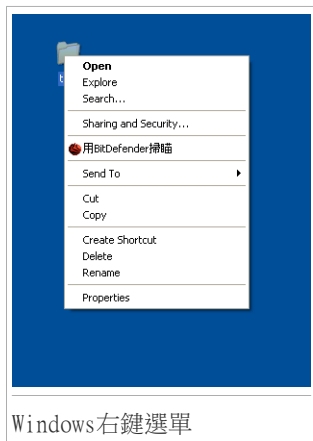 Open
Explore
Search...
Sharing and Security...
用BitDefender掃瞄
Send To
Cut
Copy
Create Shortcut
Delete
Rename
Properties
Windows右鍵選單